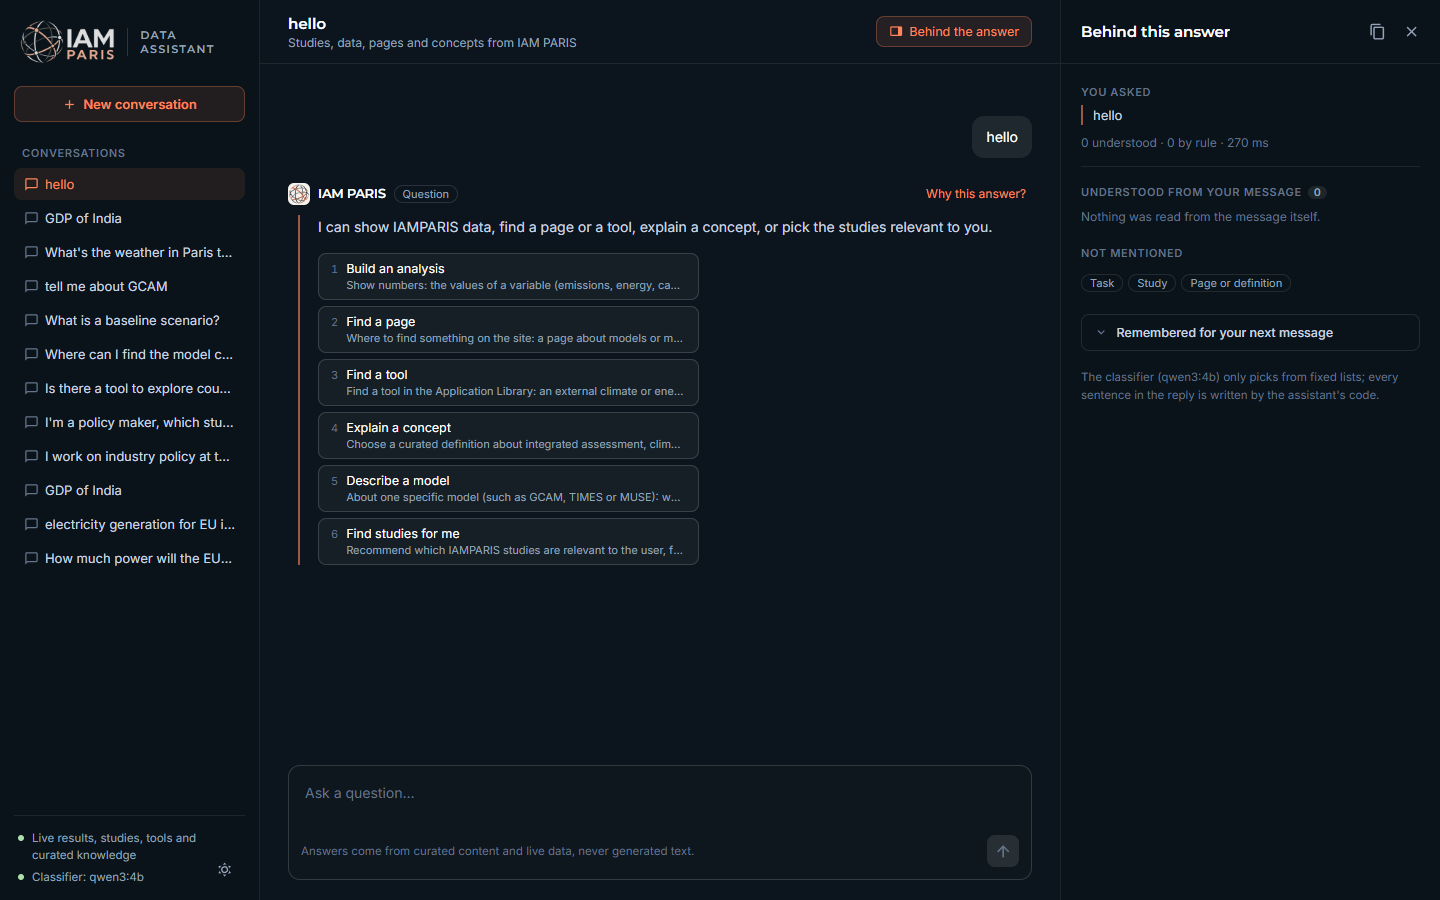 IAM
PARIS
DATA
ASSISTANT
New conversation
CONVERSATIONS
hello
GDP of India
What's the weather in Paris t...
tell me about GCAM
What is a baseline scenario?
Where can I find the model c...
Is there a tool to explore cou...
I'm a policy maker, which stu...
I work on industry policy at t...
GDP of India
electricity generation for EU i...
How much power will the EU...
Live results, studies, tools and
curated knowledge
Classifier: qwen3:4b
hello
Studies, data, pages and concepts from IAM PARIS
Behind the answer
hello
IAM PARIS Question Why this answer?
I can show IAMPARIS data, find a page or a tool, explain a concept, or pick the studies relevant to you.
1 Build an analysis
Show numbers: the values of a variable (emissions, energy, ca...
2 Find a page
Where to find something on the site: a page about models or m...
3 Find a tool
Find a tool in the Application Library: an external climate or ene...
4 Explain a concept
Choose a curated definition about integrated assessment, clim...
5 Describe a model
About one specific model (such as GCAM, TIMES or MUSE): w...
6 Find studies for me
Recommend which IAMPARIS studies are relevant to the user, f...
Ask a question...
Answers come from curated content and live data, never generated text.
Behind this answer
YOU ASKED
hello
0 understood · 0 by rule · 270 ms
UNDERSTOOD FROM YOUR MESSAGE 0
Nothing was read from the message itself.
NOT MENTIONED
Task Study Page or definition
Remembered for your next message
The classifier (qwen3:4b) only picks from fixed lists; every
sentence in the reply is written by the assistant's code.